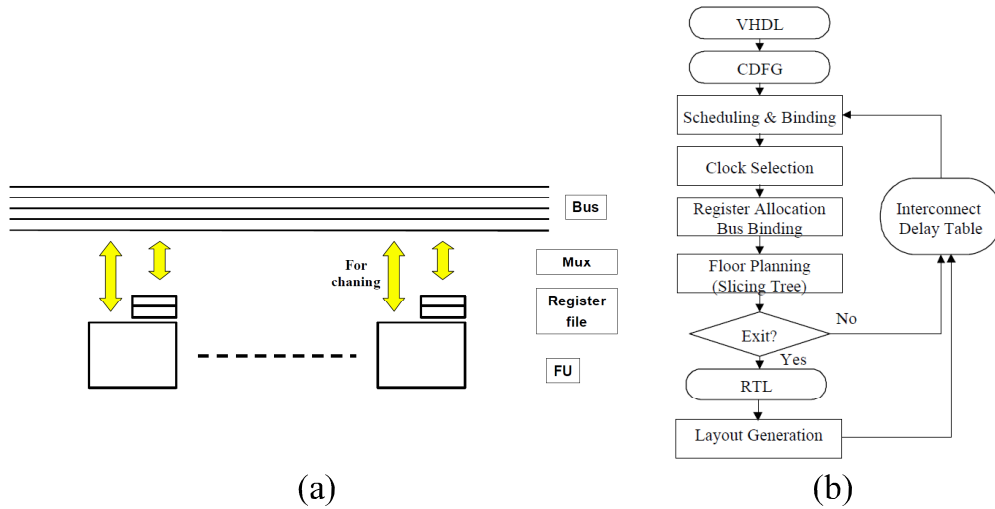 Bus
For
chaning
Mux
Register
file
FU
(a)
VHDL
CDFG
Scheduling & Binding
Clock Selection
Register Allocation
Bus Binding
Floor Planning
(Slicing Tree)
Exit?
No
Yes
RTL
Layout Generation
Interconnect
Delay Table
(b)